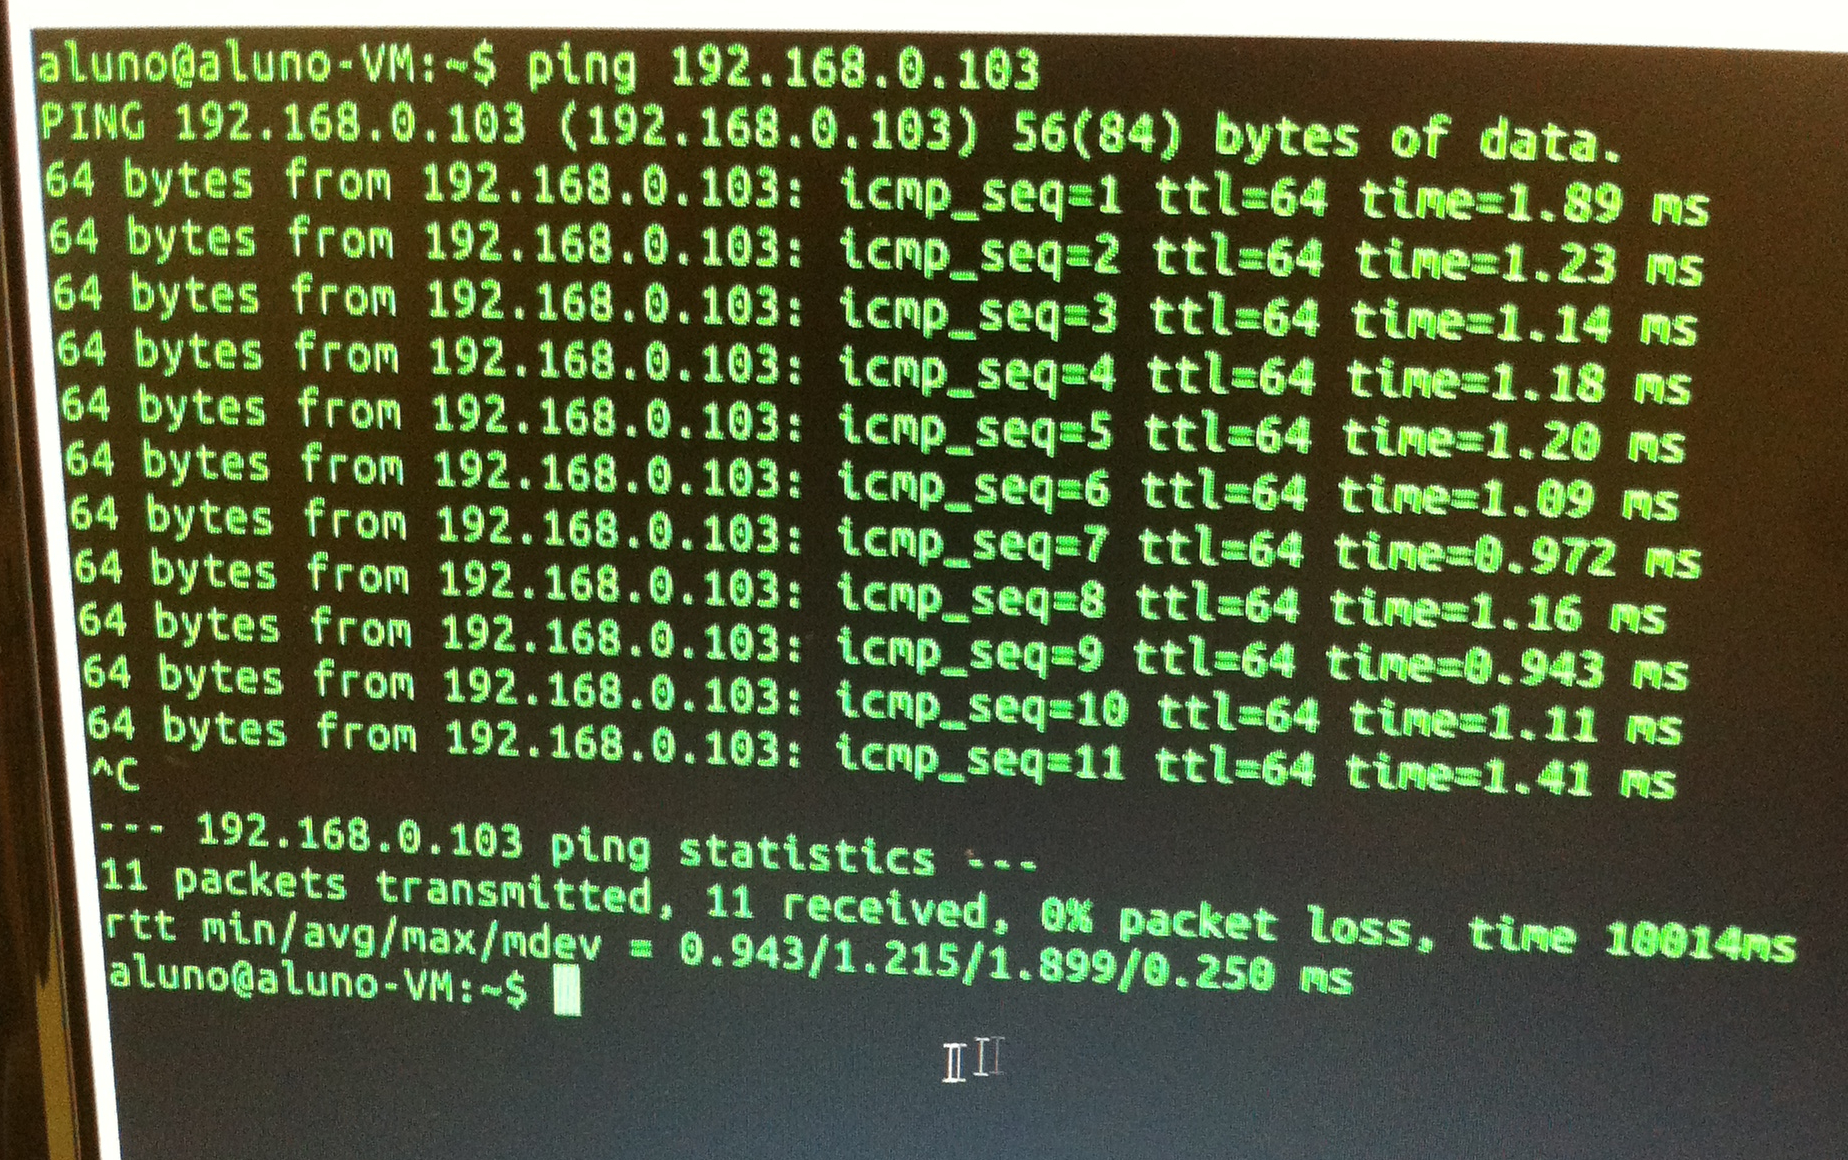 aluno@aluno-VM:~$ ping 192.168.0.103
PING 192.168.0.103 (192.168.0.103) 56(84) bytes of data.
64 bytes from 192.168.0.103: icmp_seq=1 ttl=64 time=1.89 ms
64 bytes from 192.168.0.103: icmp_seq=2 ttl=64 time=1.23 ms
64 bytes from 192.168.0.103: icmp_seq=3 ttl=64 time=1.14 ms
64 bytes from 192.168.0.103: icmp_seq=4 ttl=64 time=1.18 ms
64 bytes from 192.168.0.103: icmp_seq=5 ttl=64 time=1.20 ms
64 bytes from 192.168.0.103: icmp_seq=6 ttl=64 time=1.09 ms
64 bytes from 192.168.0.103: icmp_seq=7 ttl=64 time=0.972 ms
64 bytes from 192.168.0.103: icmp_seq=8 ttl=64 time=1.16 ms
64 bytes from 192.168.0.103: icmp_seq=9 ttl=64 time=0.943 ms
64 bytes from 192.168.0.103: icmp_seq=10 ttl=64 time=1.11 ms
64 bytes from 192.168.0.103: icmp_seq=11 ttl=64 time=1.41 ms
^C
--- 192.168.0.103 ping statistics ---
11 packets transmitted, 11 received, 0% packet loss, time 10014ms
rtt min/avg/max/mdev = 0.943/1.215/1.899/0.250 ms
aluno@aluno-VM:~$